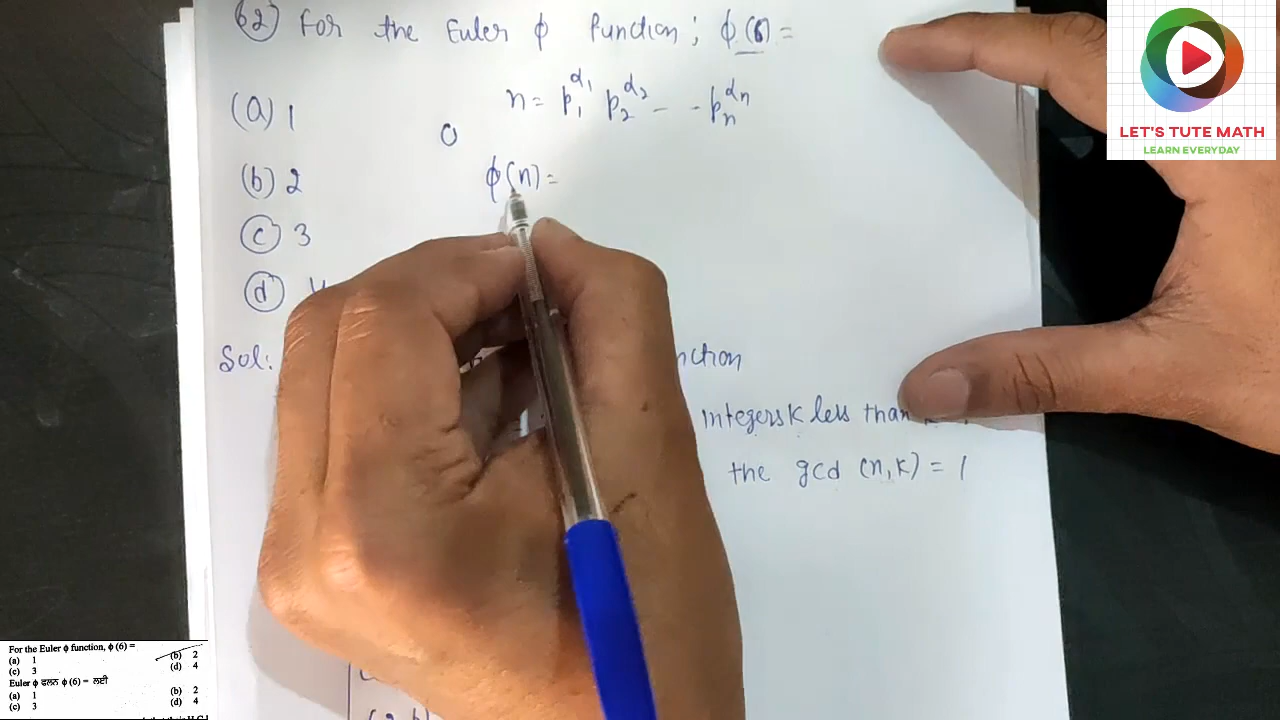 62) For the Euler ϕ function; ϕ(6) =
n = p₁^α₁ p₂^α₂ - - pₙ^αₙ
(a) 1
(b) 2
ϕ(n) =
(c) 3
(d)
Sol:
integers k less than
the gcd (n, k) = 1
LET'S TUTE MATH
LEARN EVERYDAY
For the Euler ϕ function, ϕ (6) =
(a) 1 (b) 2
(c) 3 (d) 4
Euler ϕ ਫਲਨ ϕ (6) = ਲਈ
(a) 1 (b) 2
(c) 3 (d) 4